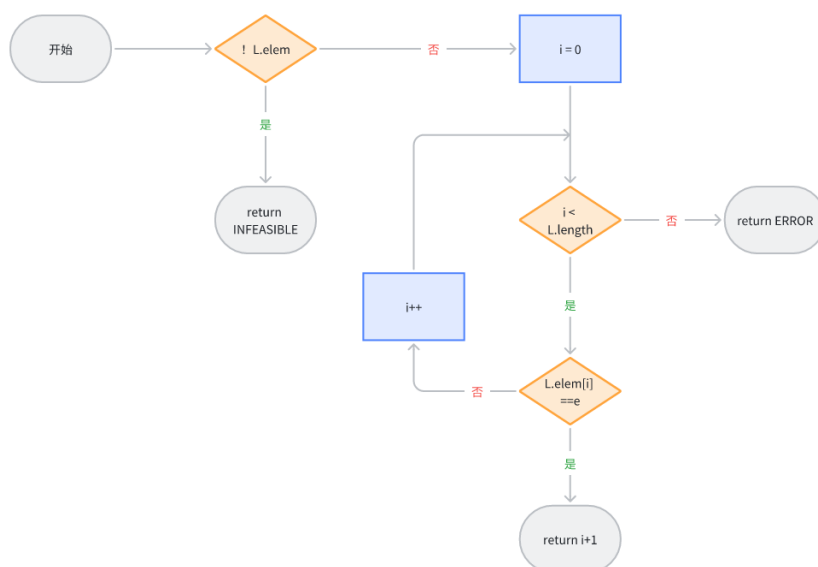 开始
！ L.elem
否
i = 0
是
return
INFEASIBLE
i <
L.length
否
return ERROR
i++
是
L.elem[i]
==e
否
是
return i+1